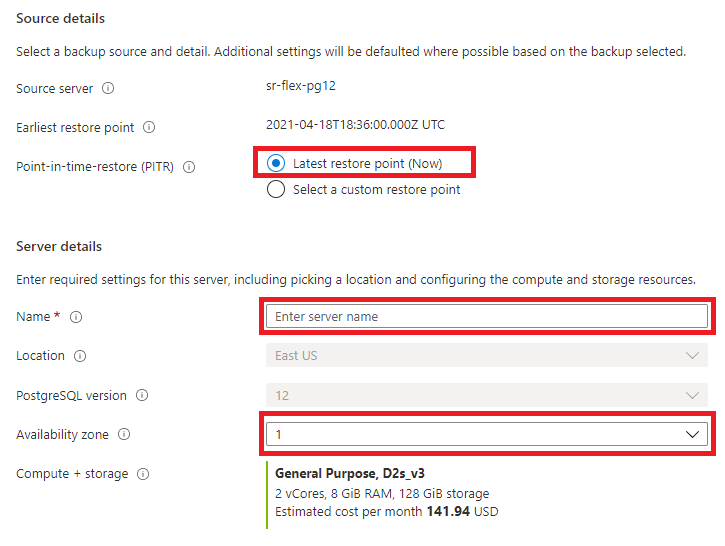 Source details
Select a backup source and detail. Additional settings will be defaulted where possible based on the backup selected.
Source server
sr-flex-pg12
Earliest restore point
2021-04-18T18:36:00.000Z UTC
Point-in-time-restore (PITR)
Latest restore point (Now)
Select a custom restore point
Server details
Enter required settings for this server, including picking a location and configuring the compute and storage resources.
Name *
Enter server name
Location
East US
PostgreSQL version
12
Availability zone
1
Compute + storage
General Purpose, D2s_v3
2 vCores, 8 GiB RAM, 128 GiB storage
Estimated cost per month 141.94 USD